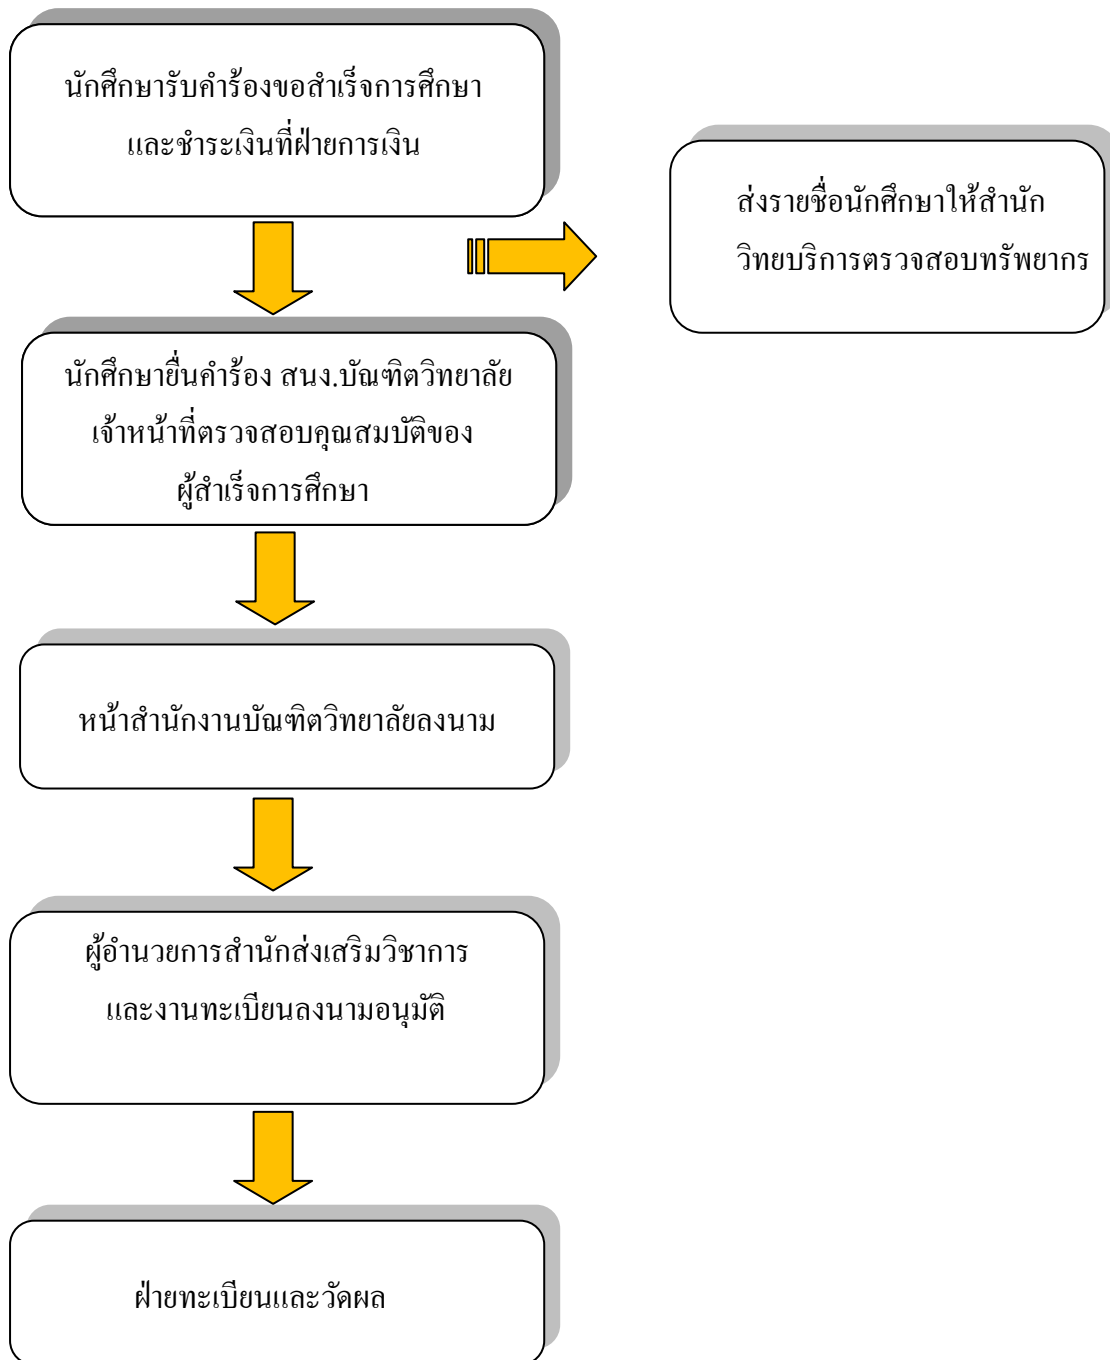 นักศึกษารับคำร้องขอสำเร็จการศึกษา
และชำระเงินที่ฝ่ายการเงิน
ส่งรายชื่อนักศึกษาให้สำนัก
วิทยบริการตรวจสอบทรัพยากร
นักศึกษายื่นคำร้อง สนง.บัณฑิตวิทยาลัย
เจ้าหน้าที่ตรวจสอบคุณสมบัติของ
ผู้สำเร็จการศึกษา
หน้าสำนักงานบัณฑิตวิทยาลัยลงนาม
ผู้อำนวยการสำนักส่งเสริมวิชาการ
และงานทะเบียนลงนามอนุมัติ
ฝ่ายทะเบียนและวัดผล